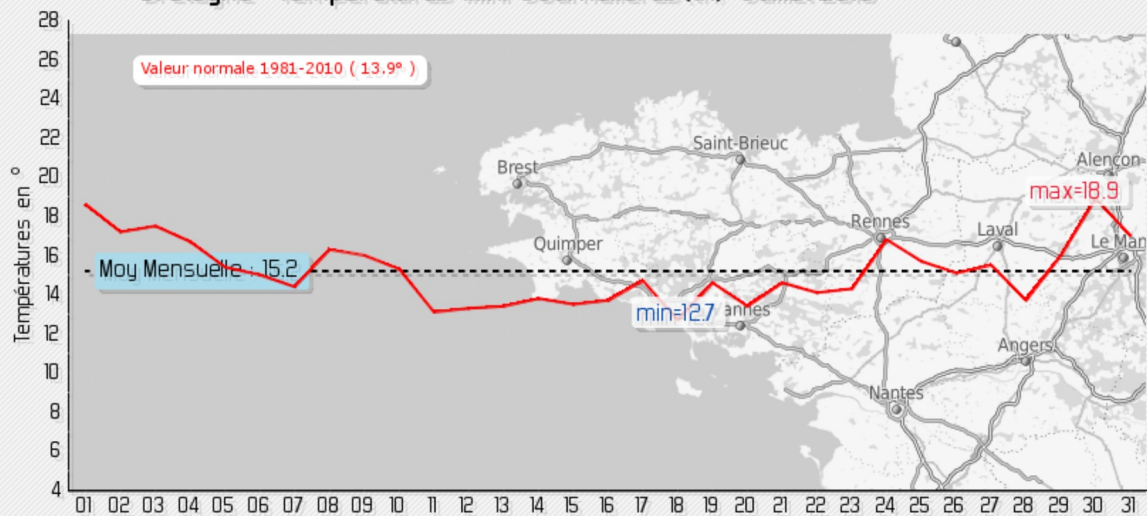 28
26
Valeur normale 1981-2010 ( 13.9° )
24
22
Saint-Brieuc
Alençon
20
Brest
max=18.9
18
Rennes
Laval
Quimper
Le Man
16
Moy Mensuelle : 15.2
14
min=12.7
annes
12
Angers
10
Nantes
8
6
4
Températures en °
01 02 03 04 05 06 07 08 09 10 11 12 13 14 15 16 17 18 19 20 21 22 23 24 25 26 27 28 29 30 31